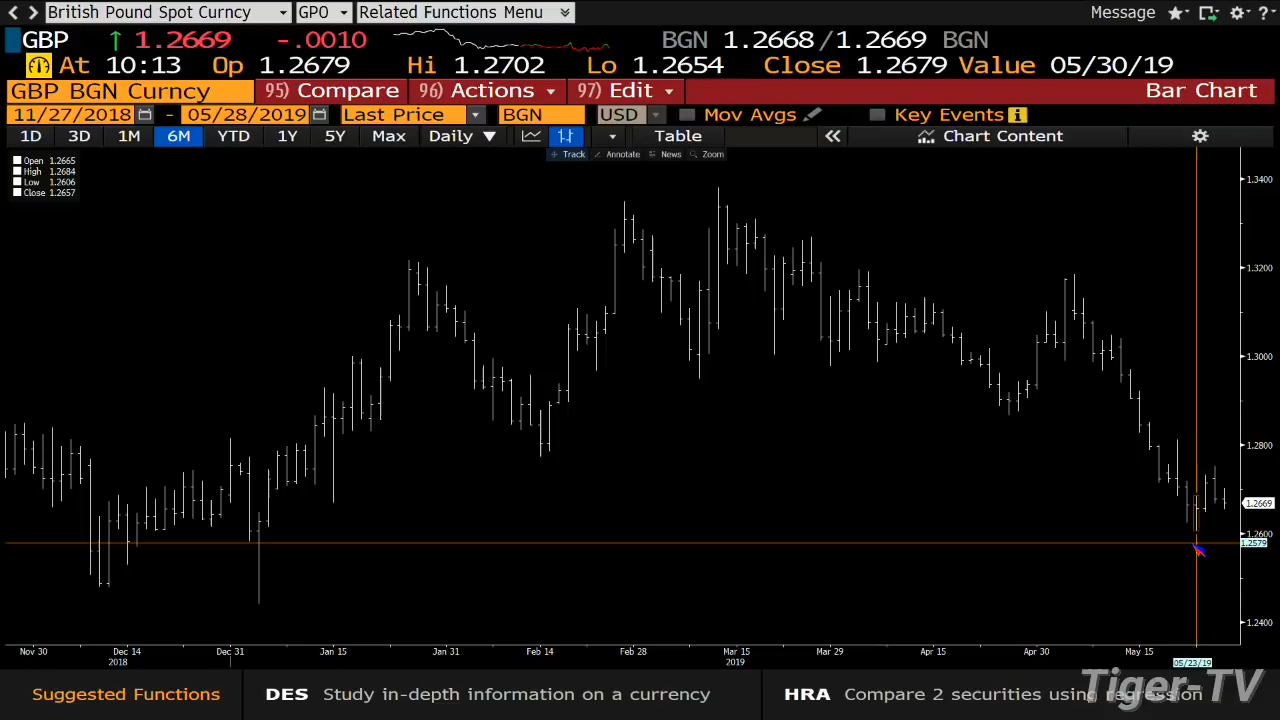 British Pound Spot Curncy GPO Related Functions Menu Message ?
GBP 1.2669 -.0010 BGN 1.2668/1.2669 BGN
At 10:13 Op 1.2679 Hi 1.2702 Lo 1.2654 Close 1.2679 Value 05/30/19
GBP BGN Curncy 95) Compare 96) Actions 97) Edit Bar Chart
11/27/2018 - 05/28/2019 Last Price BGN USD Mov Avgs Key Events
1D 3D 1M 6M YTD 1Y 5Y Max Daily Table Chart Content
Track Annotate News Zoom
Open 1.2665
High 1.2684
Low 1.2606
Close 1.2657
1.3400
1.3200
1.3000
1.2800
1.2669
1.2600
1.2579
1.2400
Nov 30 Dec 14 Dec 31 Jan 15 Jan 31 Feb 14 Feb 28 Mar 15 Mar 29 Apr 15 Apr 30 May 15
2018 2019 05/23/19
Suggested Functions DES Study in-depth information on a currency HRA Compare 2 securities using regression
Tiger-TV